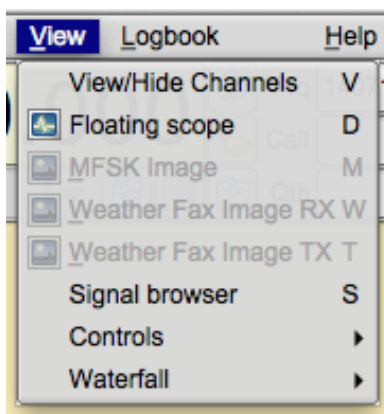 View Logbook Help
View/Hide Channels V
Floating scope D
MFSK Image M
Weather Fax Image RX W
Weather Fax Image TX T
Signal browser S
Controls
Waterfall